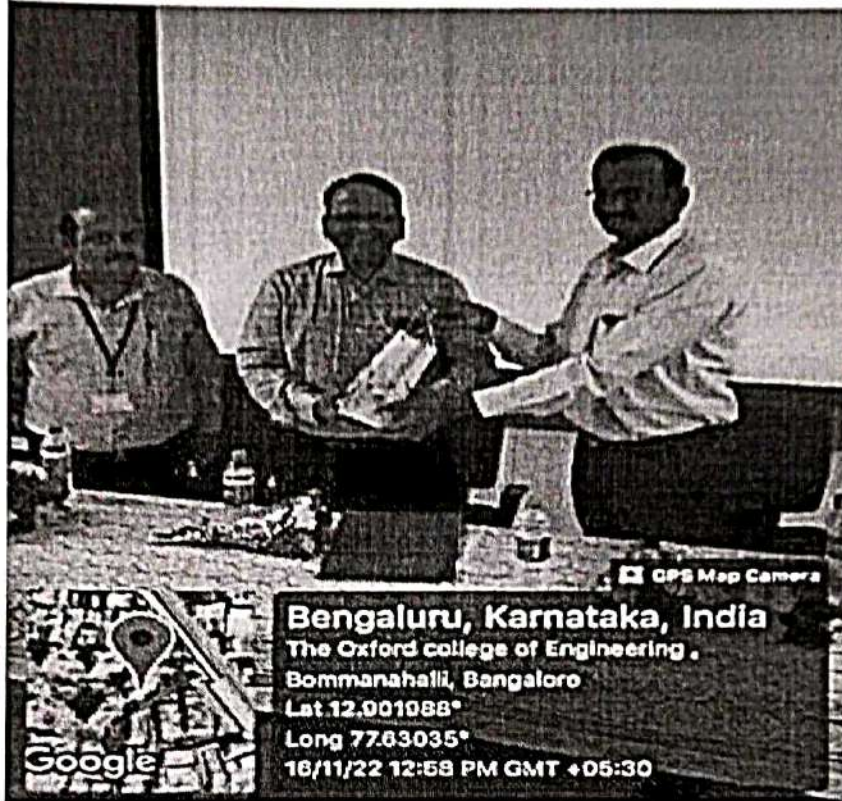 GPS Map Camera
Bengaluru, Karnataka, India
The Oxford college of Engineering ,
Bommanahalli, Bangalore
Lat 12.901988°
Long 77.63035°
16/11/22 12:58 PM GMT +05:30
Google